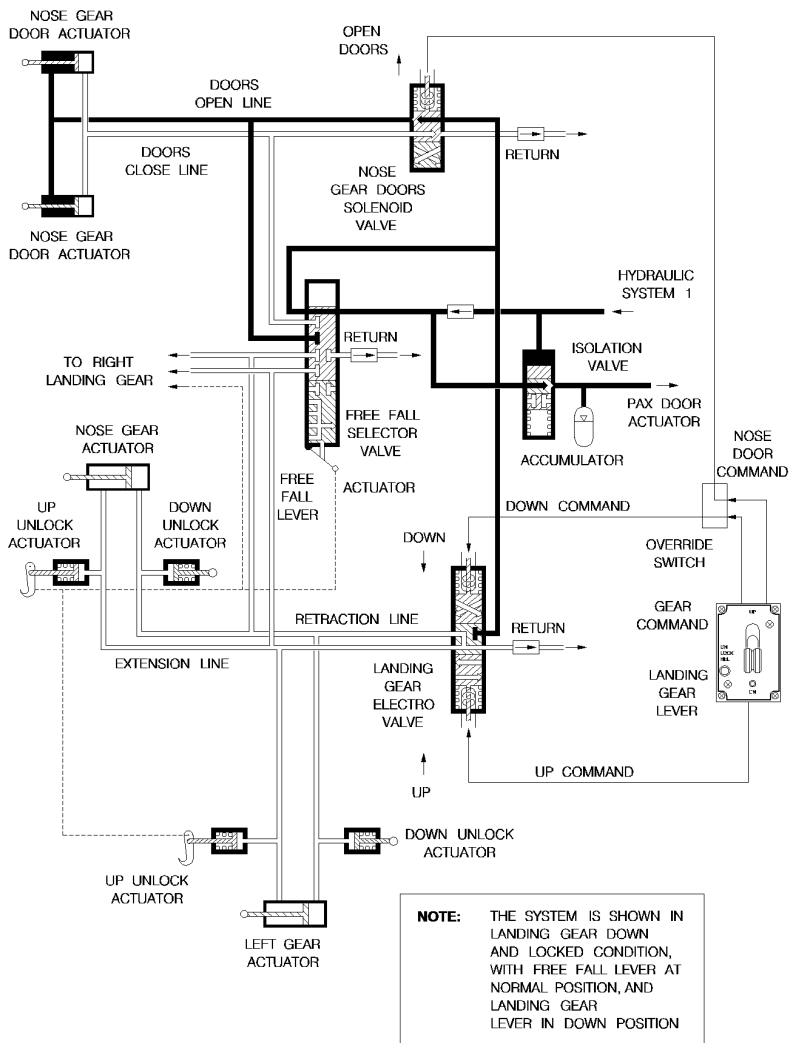 NOSE GEAR
DOOR ACTUATOR
OPEN
DOORS
DOORS
OPEN LINE
DOORS
CLOSE LINE
RETURN
NOSE
GEAR DOORS
SOLENOID
VALVE
NOSE GEAR
DOOR ACTUATOR
HYDRAULIC
SYSTEM 1
RETURN
ISOLATION
VALVE
TO RIGHT
LANDING GEAR
PAX DOOR
ACTUATOR
NOSE GEAR
ACTUATOR
FREE FALL
SELECTOR
VALVE
ACCUMULATOR
NOSE
DOOR
COMMAND
FREE
FALL
LEVER
ACTUATOR
UP
UNLOCK
ACTUATOR
DOWN
UNLOCK
ACTUATOR
DOWN COMMAND
DOWN
OVERRIDE
SWITCH
RETRACTION LINE
RETURN
GEAR
COMMAND
UP
EXTENSION LINE
LANDING
GEAR
ELECTRO
VALVE
LANDING
GEAR
LEVER
DN
LOCK
REL
DN
UP COMMAND
UP
DOWN UNLOCK
ACTUATOR
UP UNLOCK
ACTUATOR
LEFT GEAR
ACTUATOR
NOTE: THE SYSTEM IS SHOWN IN
LANDING GEAR DOWN
AND LOCKED CONDITION,
WITH FREE FALL LEVER AT
NORMAL POSITION, AND
LANDING GEAR
LEVER IN DOWN POSITION